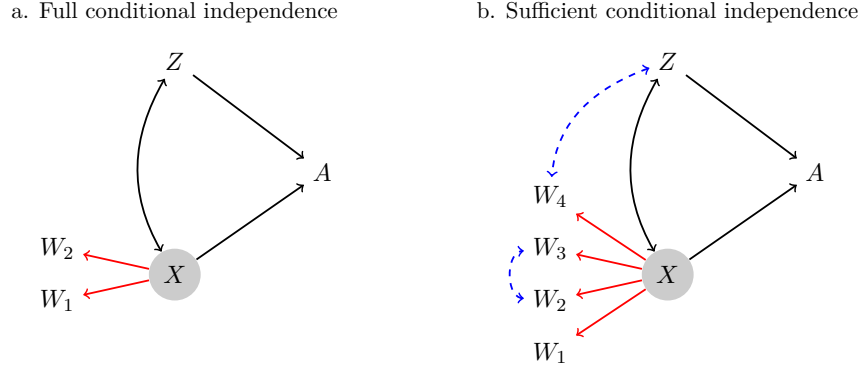 a. Full conditional independence
Z
A
W₂
X
W₁
b. Sufficient conditional independence
Z
A
W₄
W₃
X
W₂
W₁